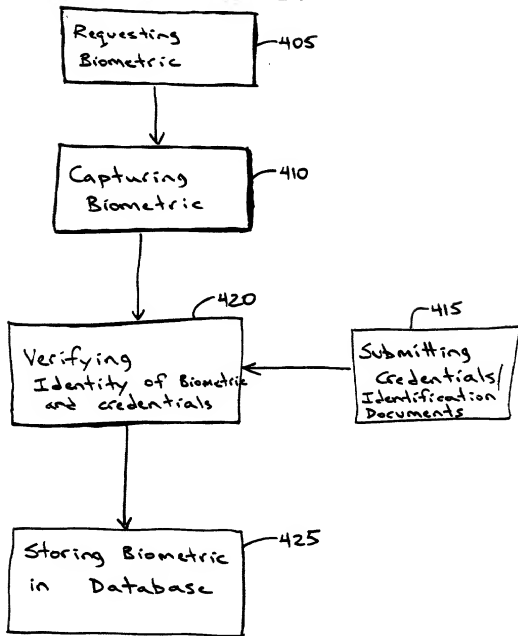 Requesting
Biometric
405
Capturing
Biometric
410
420
Verifying
Identity of Biometric
and credentials
415
Submitting
Credentials/
Identification
Documents
Storing Biometric
in Database
425